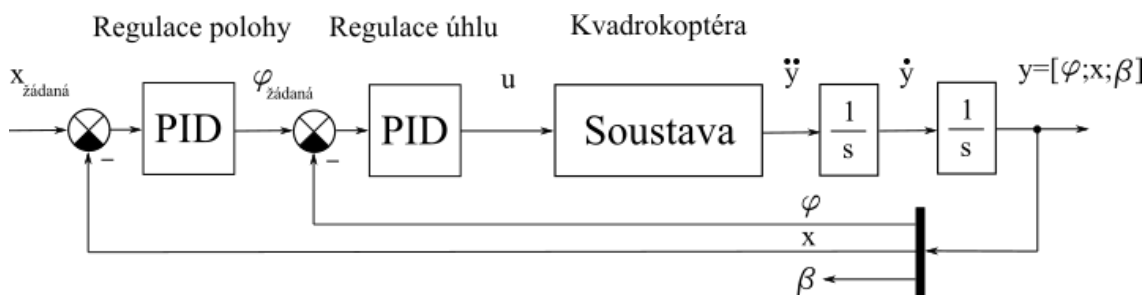 Regulace polohy
Regulace úhlu
Kvadrokoptéra
x žádaná
φ žádaná
u
ÿ
ẏ
y=[φ;x;β]
PID
PID
Soustava
1
s
1
s
−
−
φ
x
β